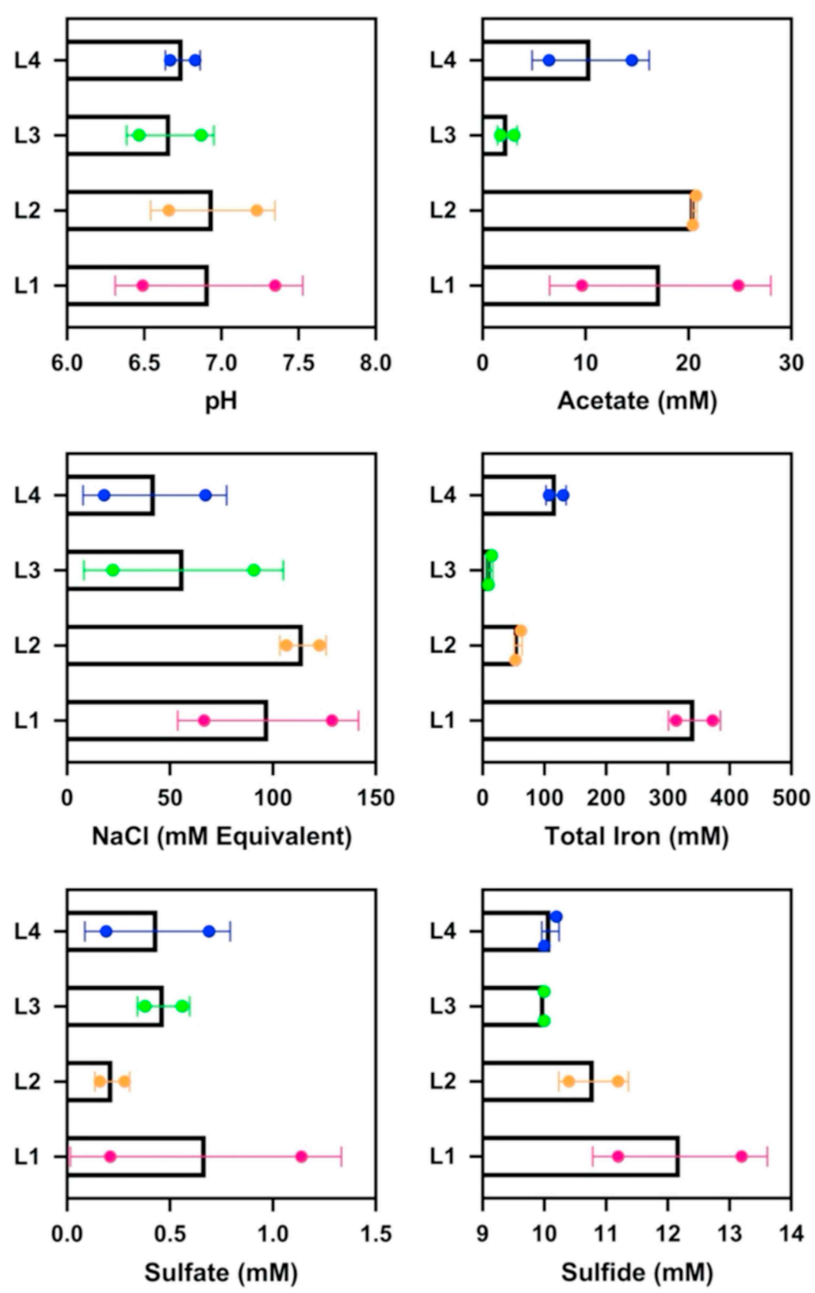 L4
L3
L2
L1
6.0 6.5 7.0 7.5 8.0
pH
L4
L3
L2
L1
0 10 20 30
Acetate (mM)
L4
L3
L2
L1
0 50 100 150
NaCl (mM Equivalent)
L4
L3
L2
L1
0 100 200 300 400 500
Total Iron (mM)
L4
L3
L2
L1
0.0 0.5 1.0 1.5
Sulfate (mM)
L4
L3
L2
L1
9 10 11 12 13 14
Sulfide (mM)